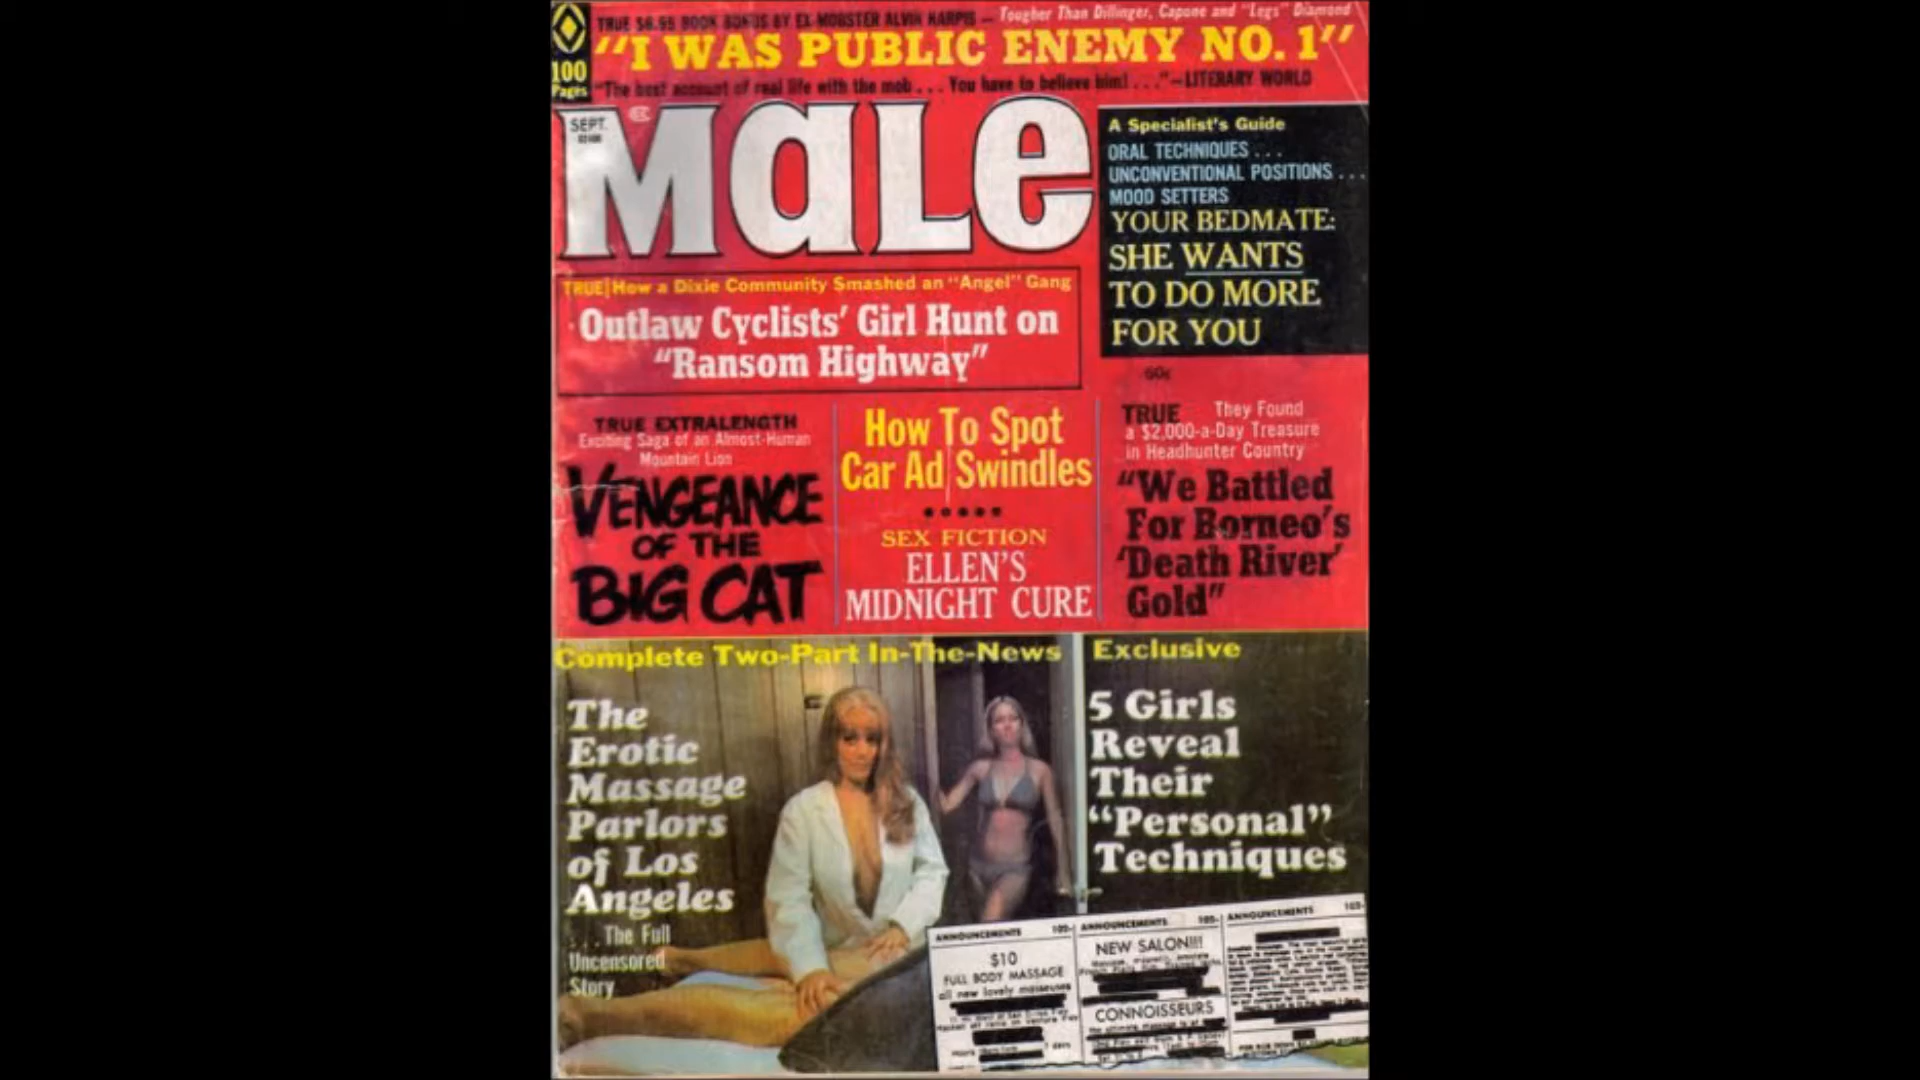 TRUE $6.95 BOOK BONUS BY EX-MOBSTER ALVIN KARPIS — Tougher Than Dillinger, Capone and "Legs" Diamond
"I WAS PUBLIC ENEMY NO. 1"
"The best account of real life with the mob . . . You have to believe him! . . ." — LITERARY WORLD
100
Pages
SEPT.
MALE
A Specialist's Guide
ORAL TECHNIQUES . . .
UNCONVENTIONAL POSITIONS . . .
MOOD SETTERS
YOUR BEDMATE:
SHE WANTS
TO DO MORE
FOR YOU
60¢
TRUE|How a Dixie Community Smashed an "Angel" Gang
Outlaw Cyclists' Girl Hunt on
"Ransom Highway"
TRUE EXTRALENGTH
Exciting Saga of an Almost-Human
Mountain Lion
VENGEANCE
OF THE
BIG CAT
How To Spot
Car Ad Swindles
SEX FICTION
ELLEN'S
MIDNIGHT CURE
TRUE They Found
a $2,000-a-Day Treasure
in Headhunter Country
"We Battled
For Borneo's
'Death River'
Gold"
Complete Two-Part In-The-News
The
Erotic
Massage
Parlors
of Los
Angeles
. . . The Full
Uncensored
Story
Exclusive
5 Girls
Reveal
Their
"Personal"
Techniques
ANNOUNCEMENTS
$10
FULL BODY MASSAGE
all new lovely masseuses
ANNOUNCEMENTS
NEW SALON!!!
CONNOISSEURS
ANNOUNCEMENTS